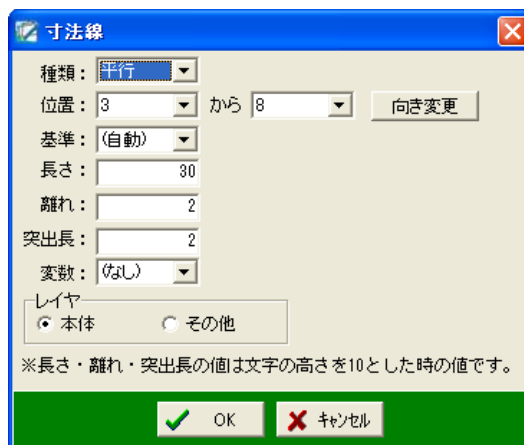 寸法線
種類： 平行
位置： 3 から 8 向き変更
基準： (自動)
長さ： 30
離れ： 2
突出長： 2
変数： (なし)
レイヤ
本体 その他
※長さ・離れ・突出長の値は文字の高さを10とした時の値です。
OK ｷｬﾝｾﾙ